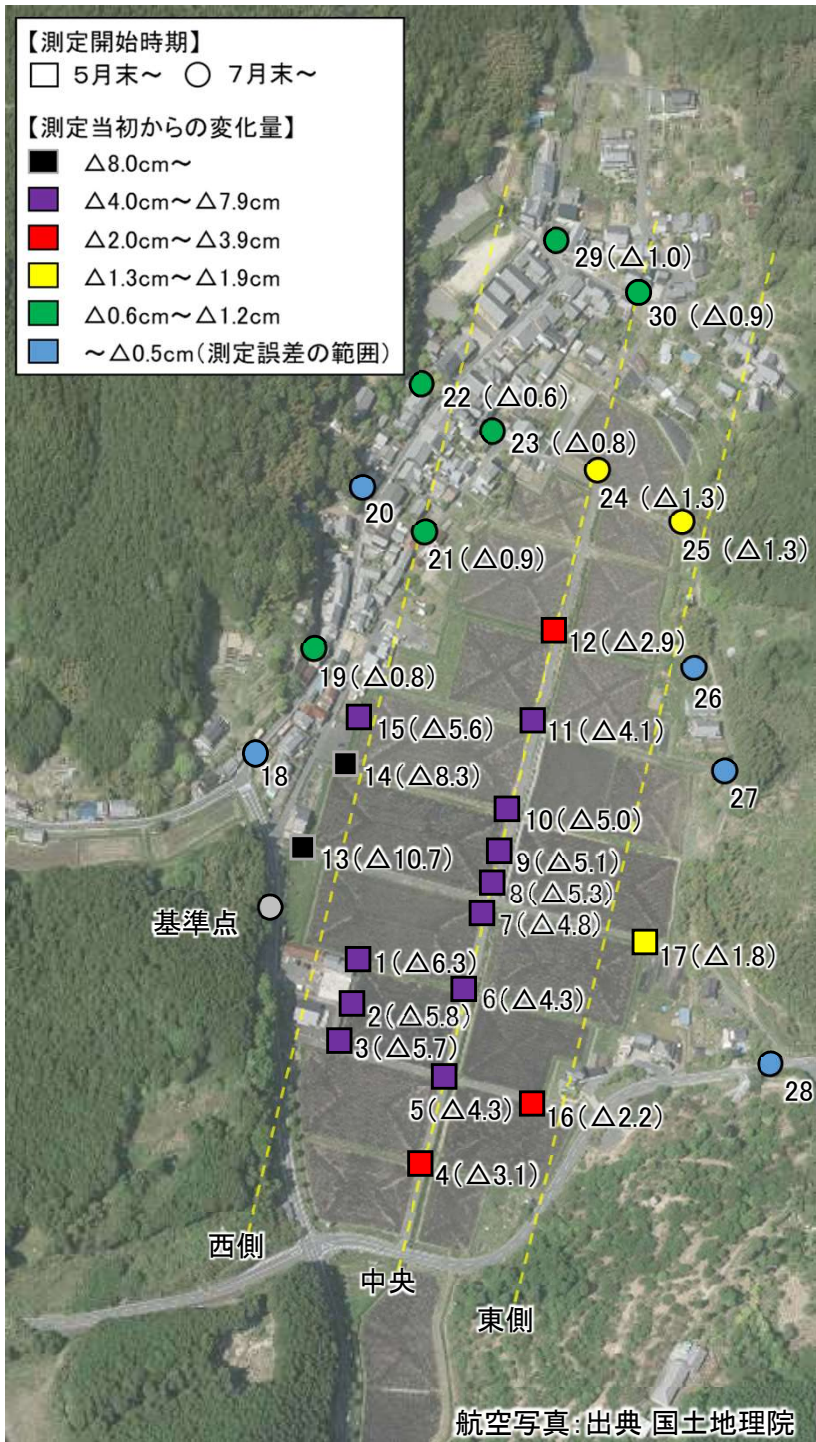 【測定開始時期】
5月末～ 7月末～
【測定当初からの変化量】
△8.0cm～
△4.0cm～△7.9cm
△2.0cm～△3.9cm
△1.3cm～△1.9cm
△0.6cm～△1.2cm
～△0.5cm(測定誤差の範囲)
29(△1.0)
30 (△0.9)
22 (△0.6)
23 (△0.8)
24 (△1.3)
20
25 (△1.3)
21(△0.9)
12(△2.9)
19(△0.8)
26
15(△5.6)
11(△4.1)
18
14(△8.3)
27
10(△5.0)
13(△10.7)
9(△5.1)
8(△5.3)
基準点
7(△4.8)
17(△1.8)
1(△6.3)
6(△4.3)
2(△5.8)
3(△5.7)
28
5(△4.3)
16(△2.2)
4(△3.1)
西側
中央
東側
航空写真:出典 国土地理院